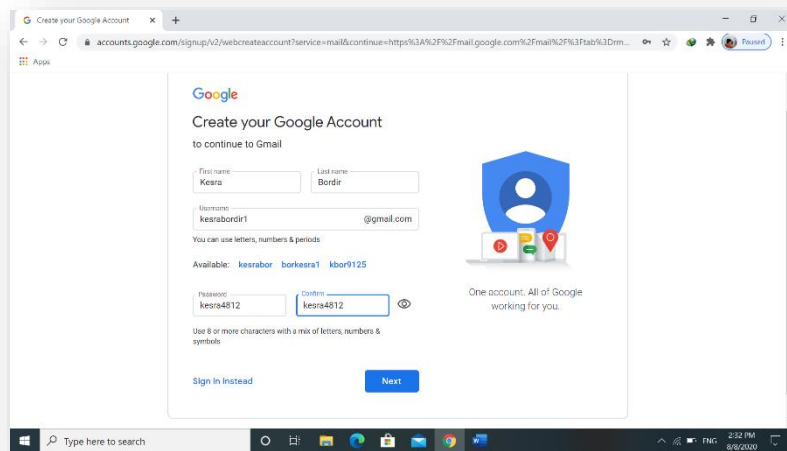 Create your Google Account
accounts.google.com/signup/v2/webcreateaccount?service=mail&continue=https%3A%2F%2Fmail.google.com%2Fmail%2F%3Ftab%3Drm...
Paused
Apps
Google
Create your Google Account
to continue to Gmail
First name
Last name
Kesra
Bordir
Username
kesrabordir1 @gmail.com
You can use letters, numbers & periods
Available: kesrabor borkesra1 kbor9125
Password
Confirm
kesra4812
kesra4812
Use 8 or more characters with a mix of letters, numbers &
symbols
Sign in instead
Next
One account. All of Google
working for you.
Type here to search
ENG
2:32 PM
8/8/2020